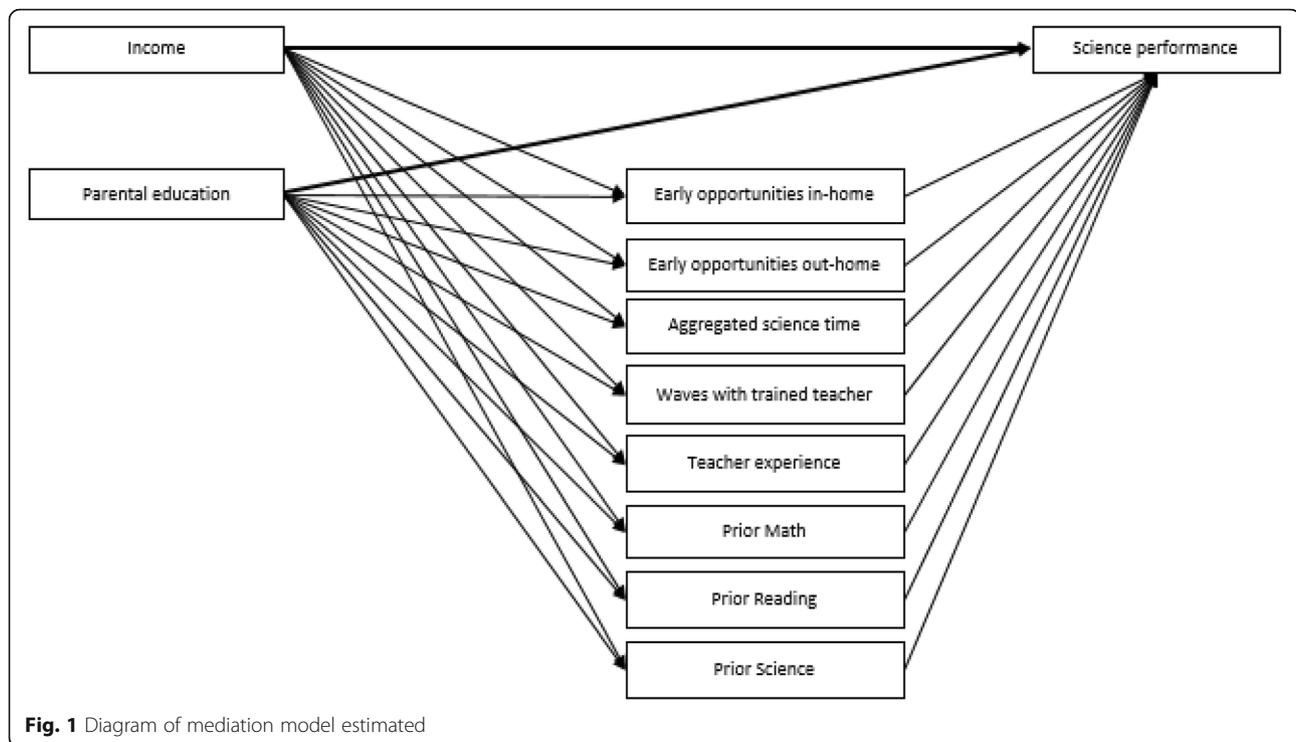 Income
Science performance
Parental education
Early opportunities in-home
Early opportunities out-home
Aggregated science time
Waves with trained teacher
Teacher experience
Prior Math
Prior Reading
Prior Science
Fig. 1 Diagram of mediation model estimated